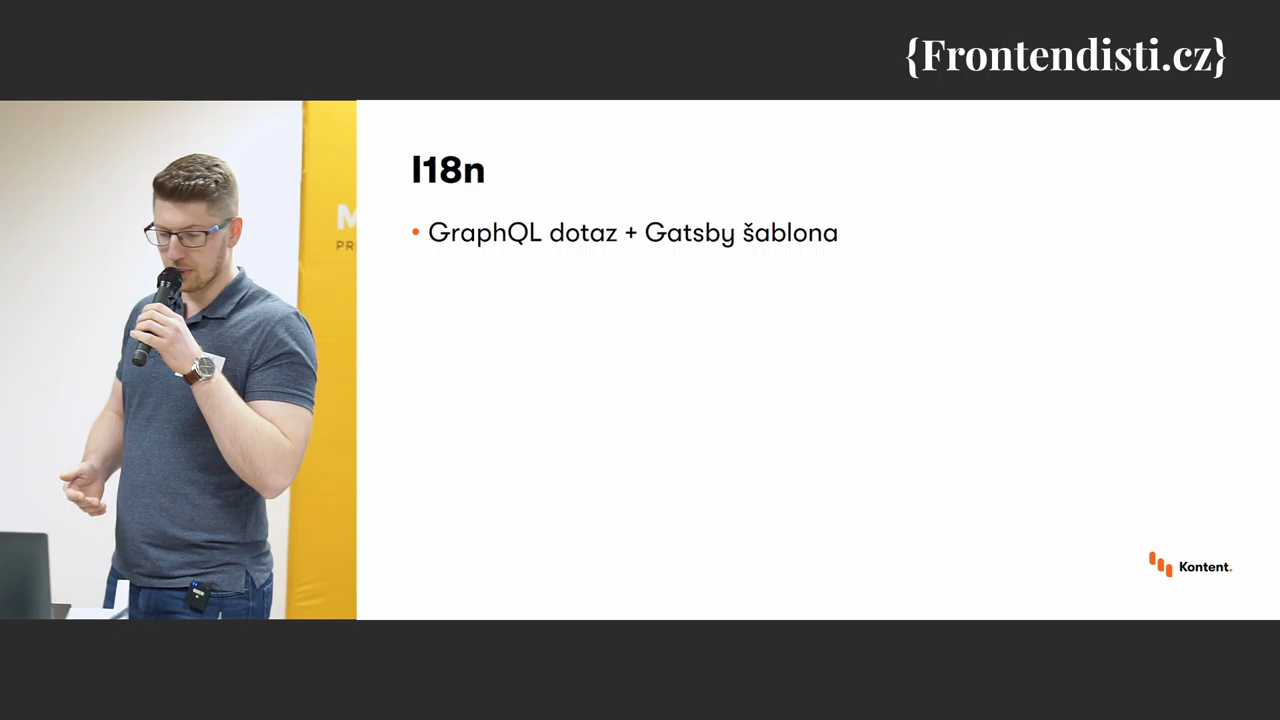 {Frontendisti.cz}
I18n
• GraphQL dotaz + Gatsby šablona
Kontent.